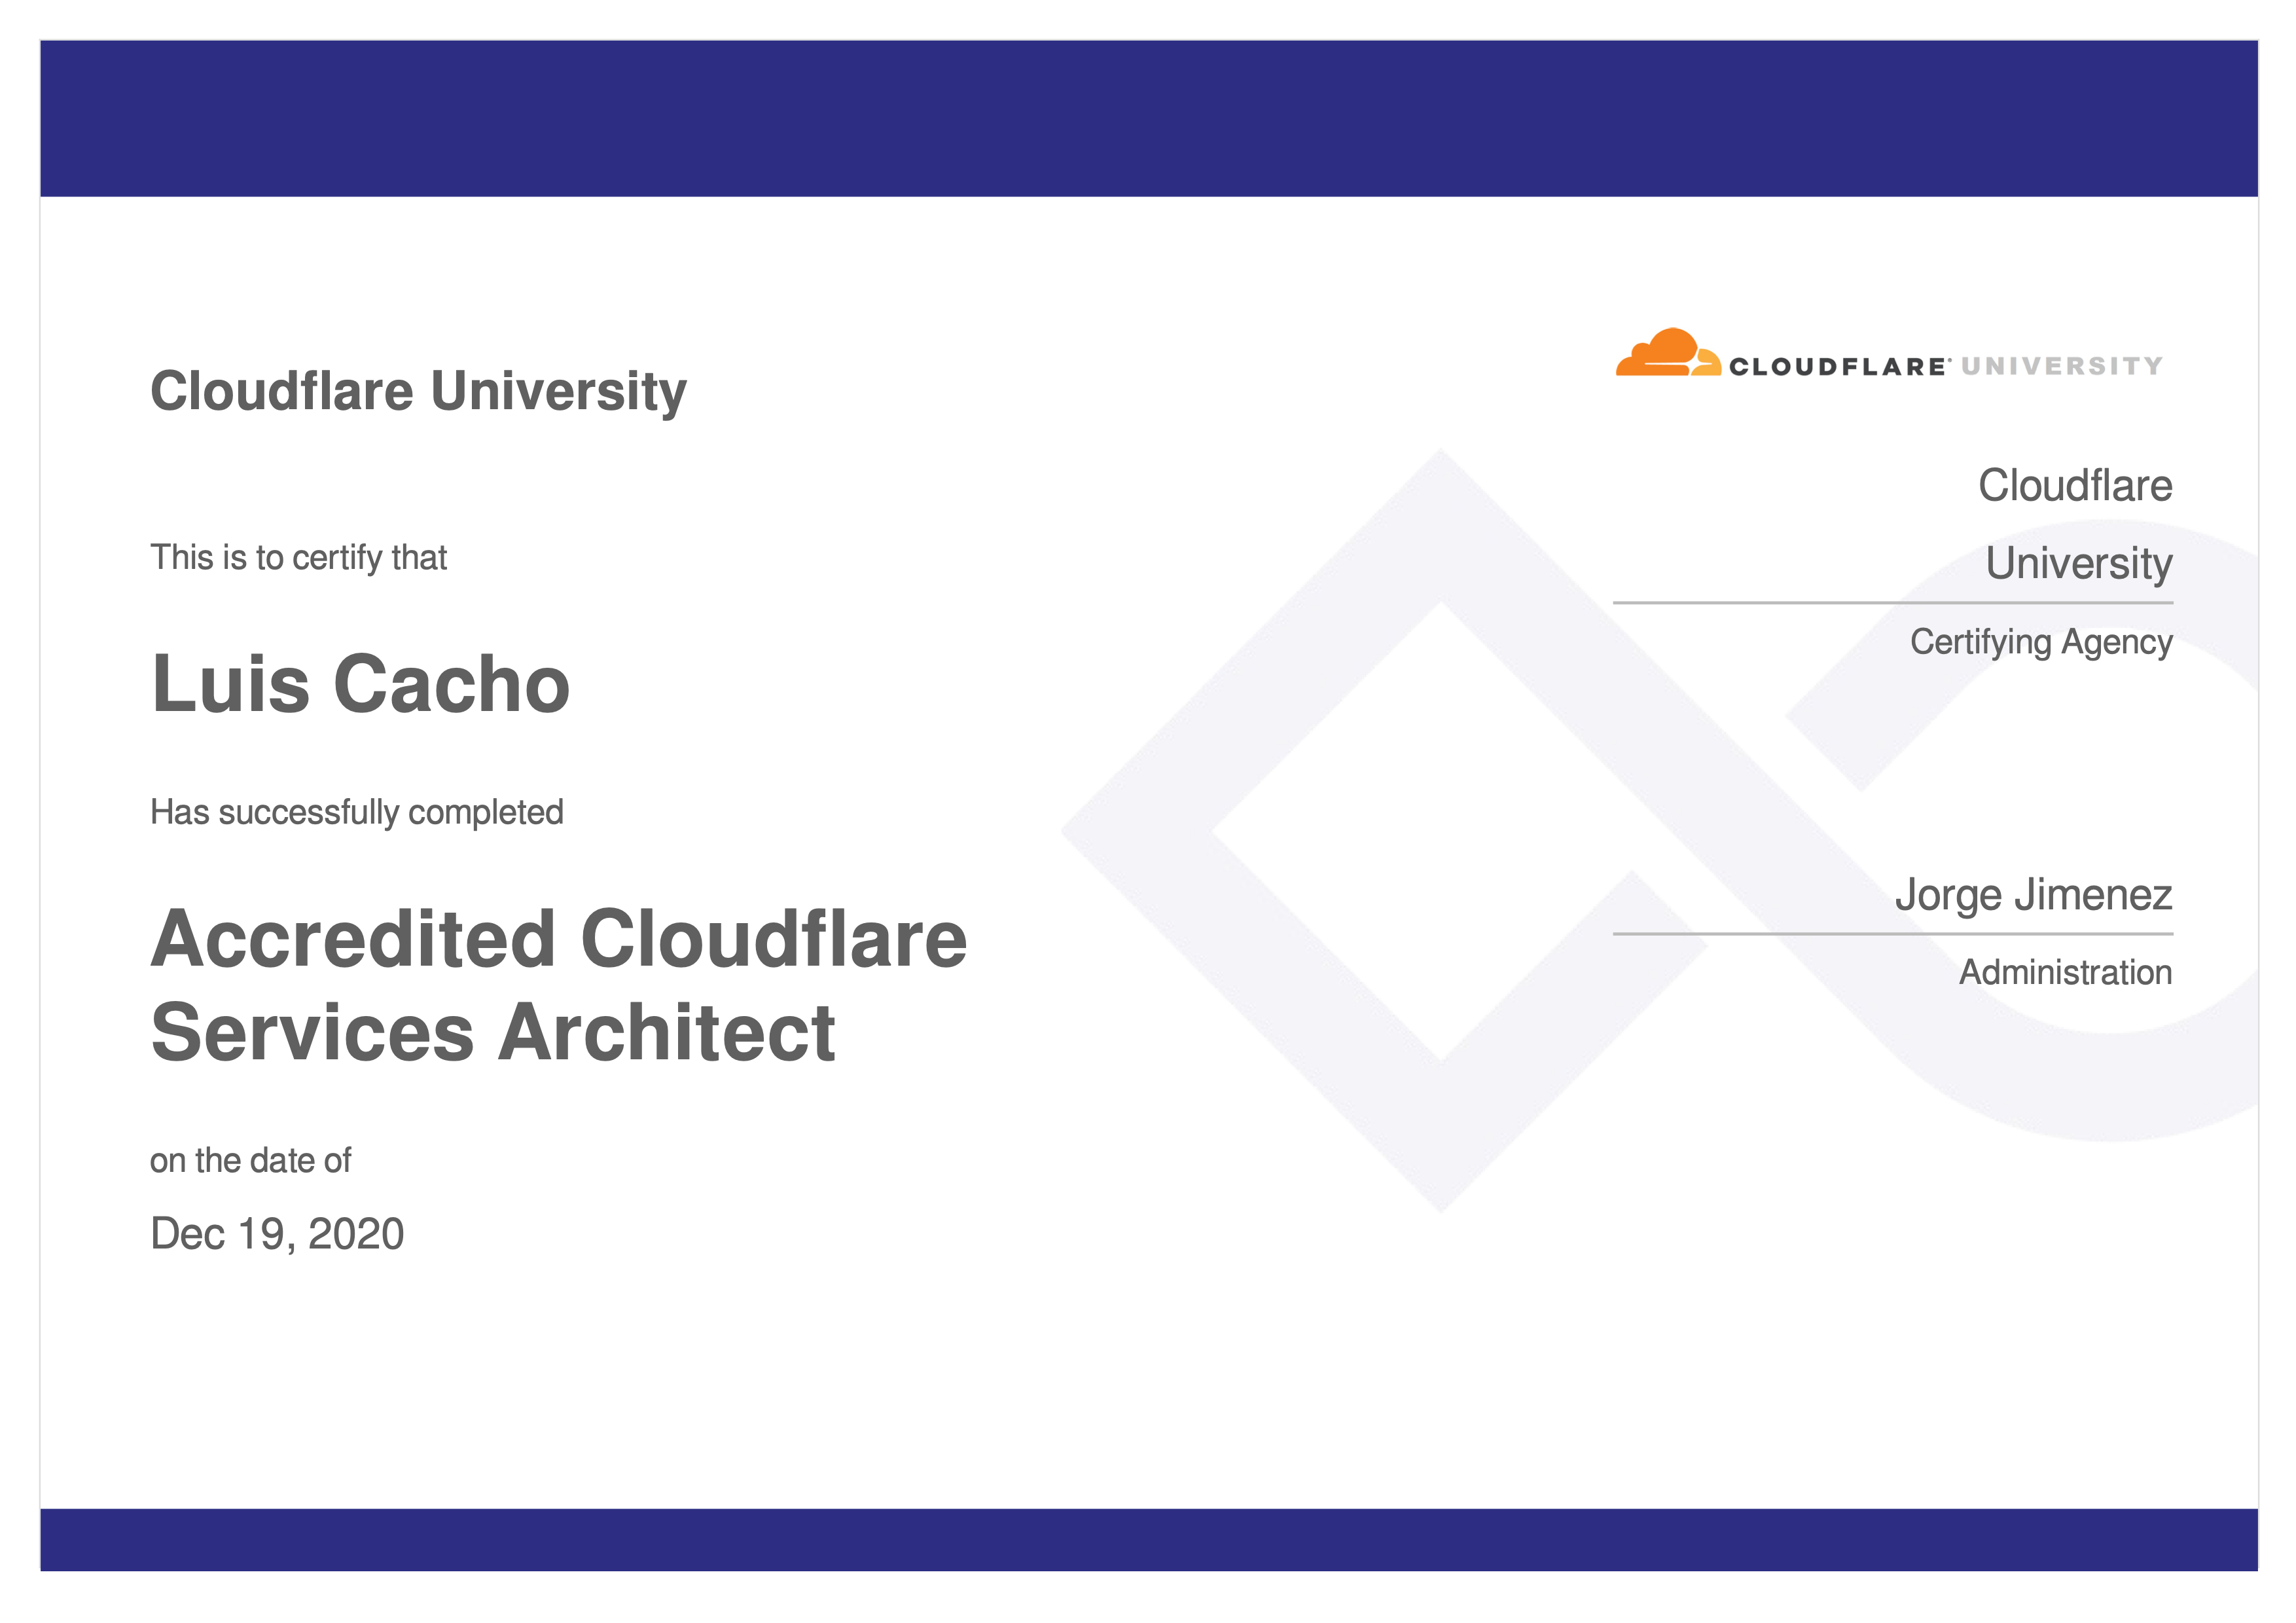 Cloudflare University
This is to certify that
Luis Cacho
Has successfully completed
Accredited Cloudflare
Services Architect
on the date of
Dec 19, 2020
CLOUDFLARE UNIVERSITY
Cloudflare
University
Certifying Agency
Jorge Jimenez
Administration